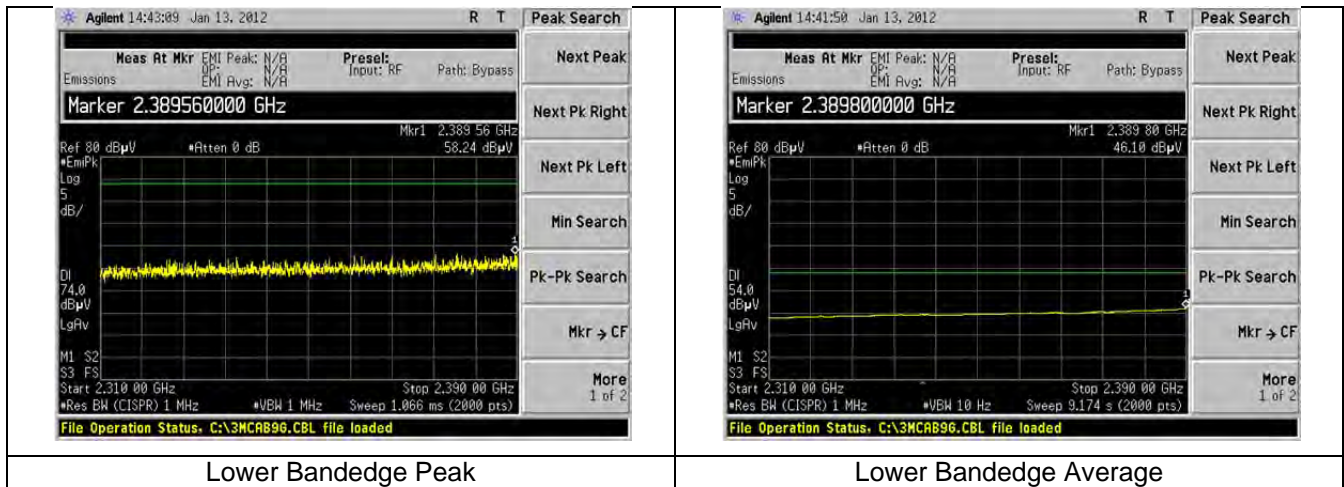 Agilent 14:43:09 Jan 13, 2012 R T
Peak Search
Meas At Mkr EMI Peak: N/A
QP: N/A
EMI Avg: N/A
Presel:
Input: RF
Path: Bypass
Emissions
Marker 2.389560000 GHz
Mkr1 2.389 56 GHz
Ref 80 dBµV #Atten 0 dB 58.24 dBµV
#EmiPk
Log
5
dB/
1
DI
74.0
dBµV
LgAv
M1 S2
S3 FS
Start 2.310 00 GHz Stop 2.390 00 GHz
#Res BW (CISPR) 1 MHz #VBW 1 MHz Sweep 1.066 ms (2000 pts)
File Operation Status, C:\3MCAB9G.CBL file loaded
Next Peak
Next Pk Right
Next Pk Left
Min Search
Pk-Pk Search
Mkr → CF
More
1 of 2
Lower Bandedge Peak
Agilent 14:41:50 Jan 13, 2012 R T
Peak Search
Meas At Mkr EMI Peak: N/A
QP: N/A
EMI Avg: N/A
Presel:
Input: RF
Path: Bypass
Emissions
Marker 2.389800000 GHz
Mkr1 2.389 80 GHz
Ref 80 dBµV #Atten 0 dB 46.10 dBµV
#EmiPk
Log
5
dB/
1
DI
54.0
dBµV
LgAv
M1 S2
S3 FS
Start 2.310 00 GHz Stop 2.390 00 GHz
#Res BW (CISPR) 1 MHz #VBW 10 Hz Sweep 9.174 s (2000 pts)
File Operation Status, C:\3MCAB9G.CBL file loaded
Next Peak
Next Pk Right
Next Pk Left
Min Search
Pk-Pk Search
Mkr → CF
More
1 of 2
Lower Bandedge Average